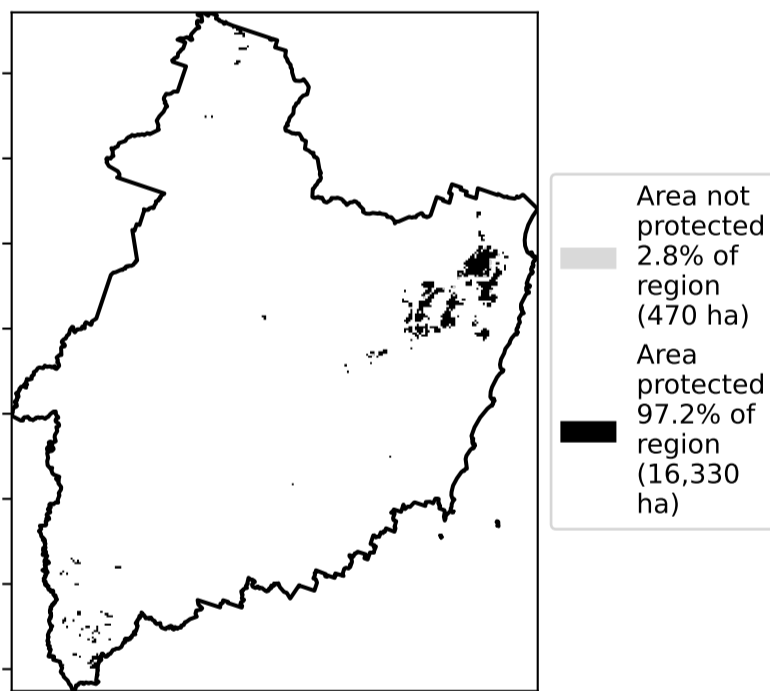 Area not
protected
2.8% of
region
(470 ha)
Area
protected
97.2% of
region
(16,330
ha)